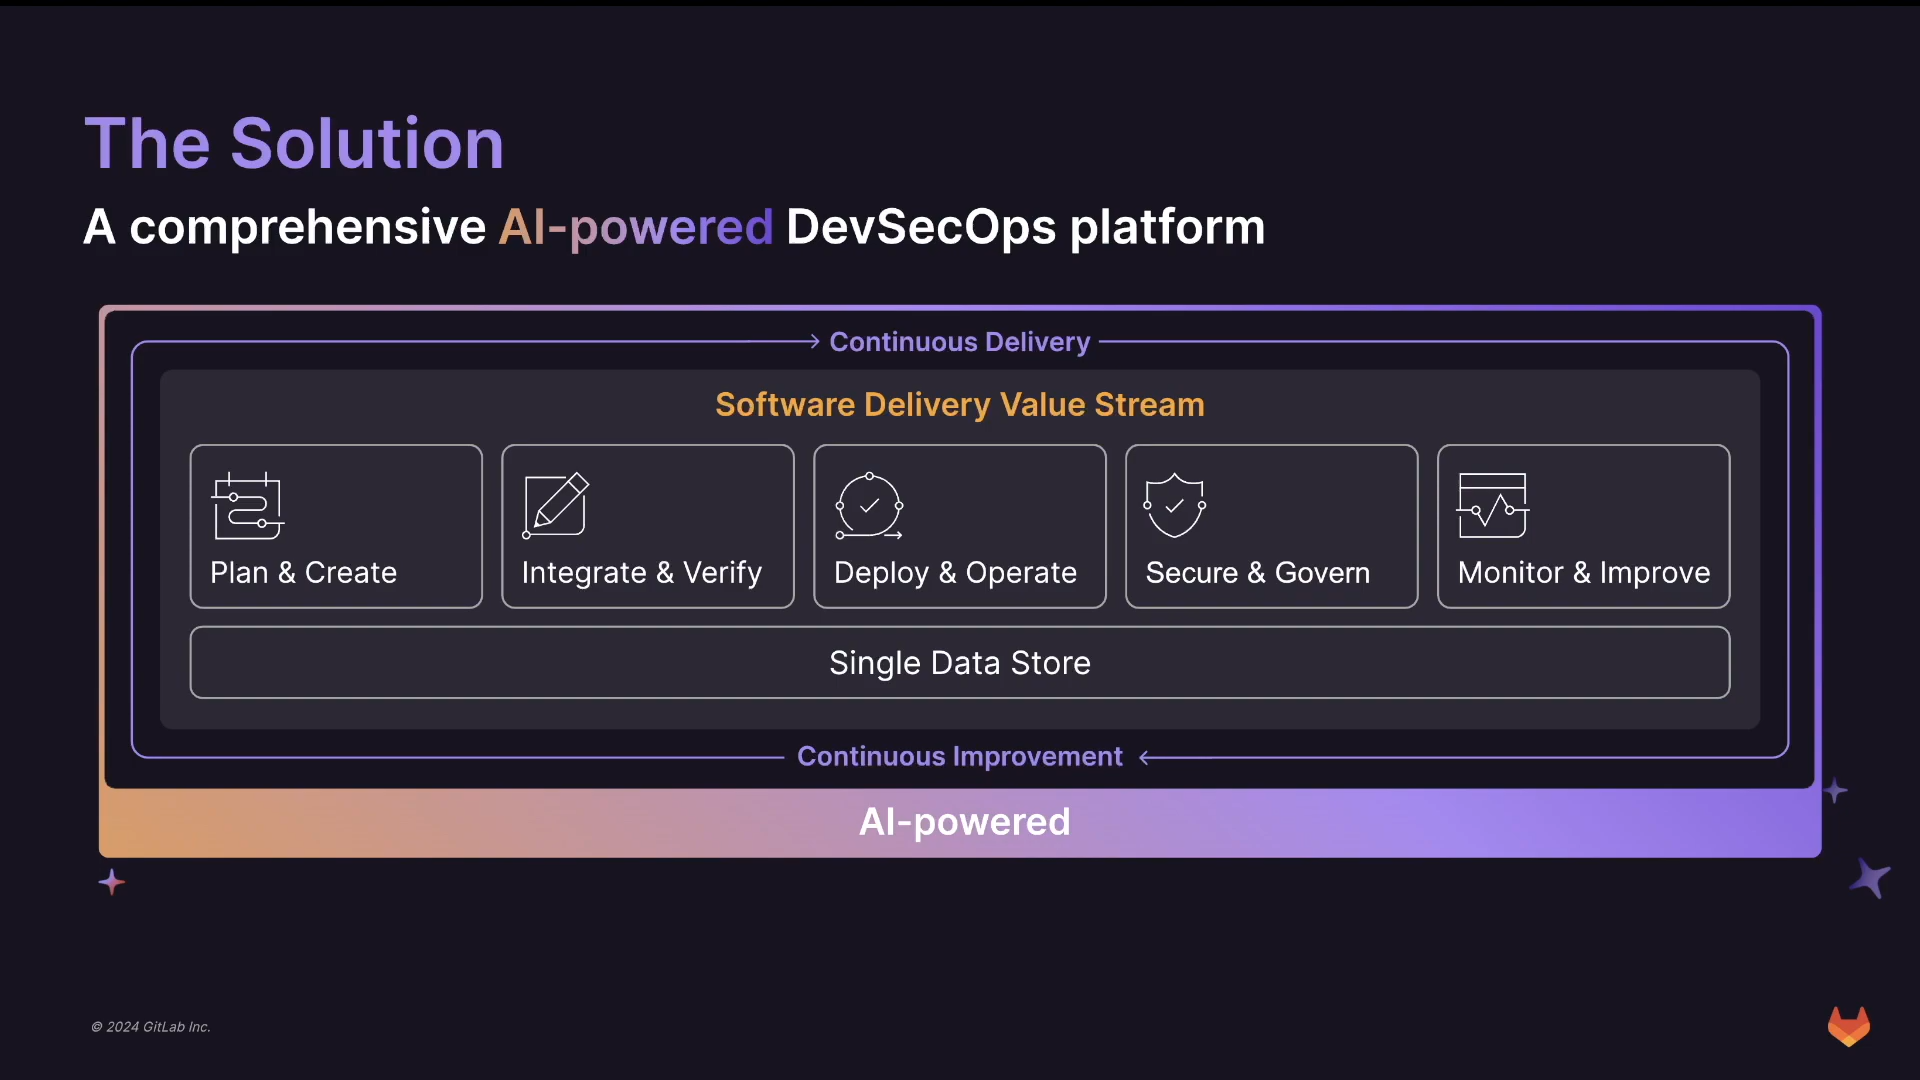 The Solution
A comprehensive AI-powered DevSecOps platform
Continuous Delivery
Software Delivery Value Stream
Plan & Create
Integrate & Verify
Deploy & Operate
Secure & Govern
Monitor & Improve
Single Data Store
Continuous Improvement
AI-powered
© 2024 GitLab Inc.